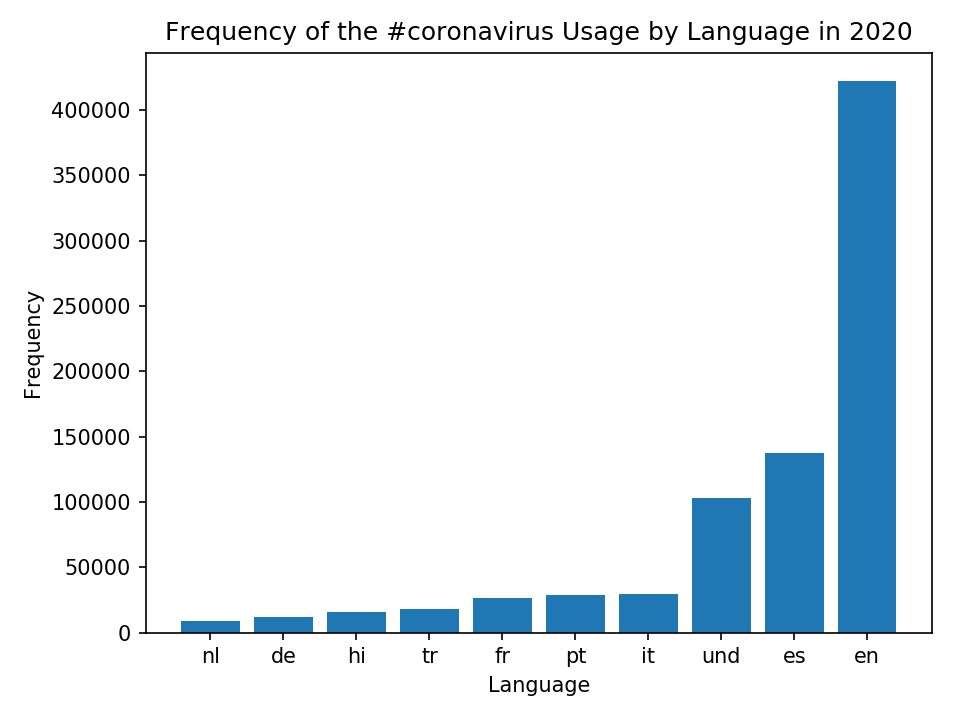 Frequency of the #coronavirus Usage by Language in 2020
400000
350000
300000
250000
200000
150000
100000
50000
0
Frequency
nl de hi tr fr pt it und es en
Language